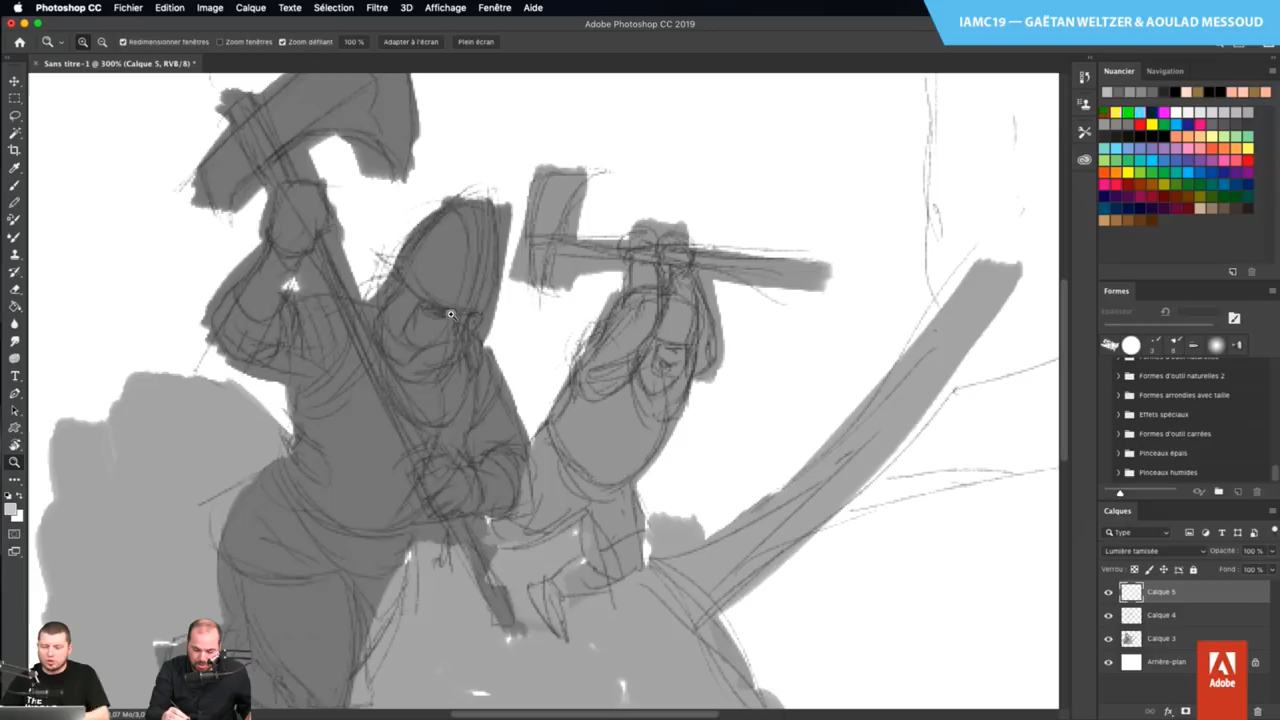 Photoshop CC Fichier Edition Image Calque Texte Sélection Filtre 3D Affichage Fenêtre Aide
IAMC19 — GAËTAN WELTZER & AOULAD MESSOUD
Adobe Photoshop CC 2019
Redimensionner fenêtres Zoom fenêtres Zoom défilant 100 % Adapter à l'écran Plein écran
Sans titre-1 @ 300% (Calque 5, RVB/8) *
Nuancier Navigation
Formes
Epaisseur
Formes d'outil naturelles 2
Formes arrondies avec taille
Effets spéciaux
Formes d'outil carrées
Pinceaux épais
Pinceaux humides
Calques
Type
Lumière tamisée Opacité : 100 %
Verrou : Fond : 100 %
Calque 5
Calque 4
Calque 3
Arrière-plan
Adobe